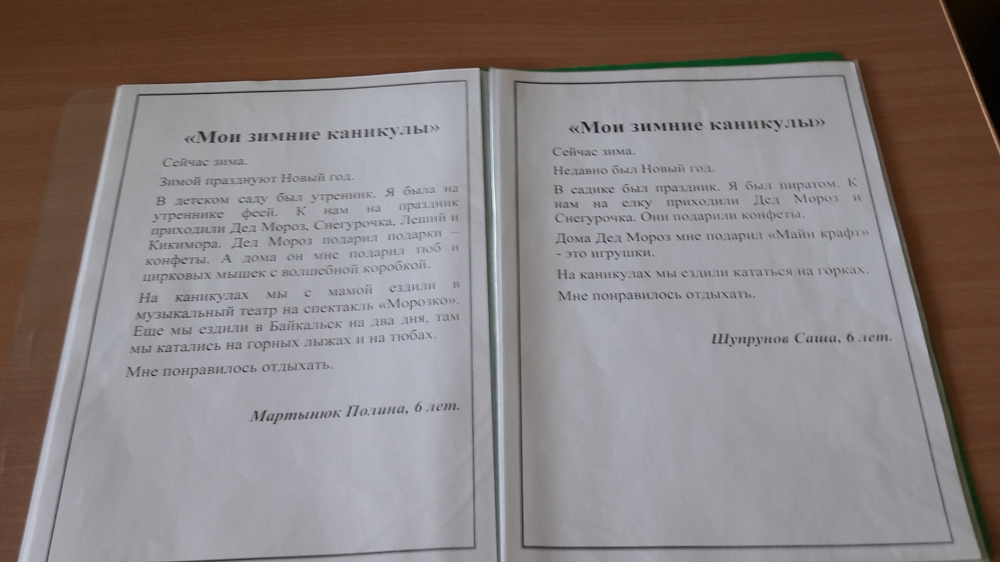 «Мои зимние каникулы»
Сейчас зима.
Зимой празднуют Новый год.
В детском саду был утренник. Я была на
утреннике феей. К нам на праздник
приходили Дед Мороз, Снегурочка, Леший и
Кикимора. Дед Мороз подарил подарки –
конфеты. А дома он мне подарил тюб и
цирковых мышек с волшебной коробкой.
На каникулах мы с мамой ездили в
музыкальный театр на спектакль «Морозко».
Еще мы ездили в Байкальск на два дня, там
мы катались на горных лыжах и на тюбах.
Мне понравилось отдыхать.
Мартынюк Полина, 6 лет.
«Мои зимние каникулы»
Сейчас зима.
Недавно был Новый год.
В садике был праздник. Я был пиратом. К
нам на елку приходили Дед Мороз и
Снегурочка. Они подарили конфеты.
Дома Дед Мороз мне подарил «Майн крафт»
- это игрушки.
На каникулах мы ездили кататься на горках.
Мне понравилось отдыхать.
Шупрунов Саша, 6 лет.